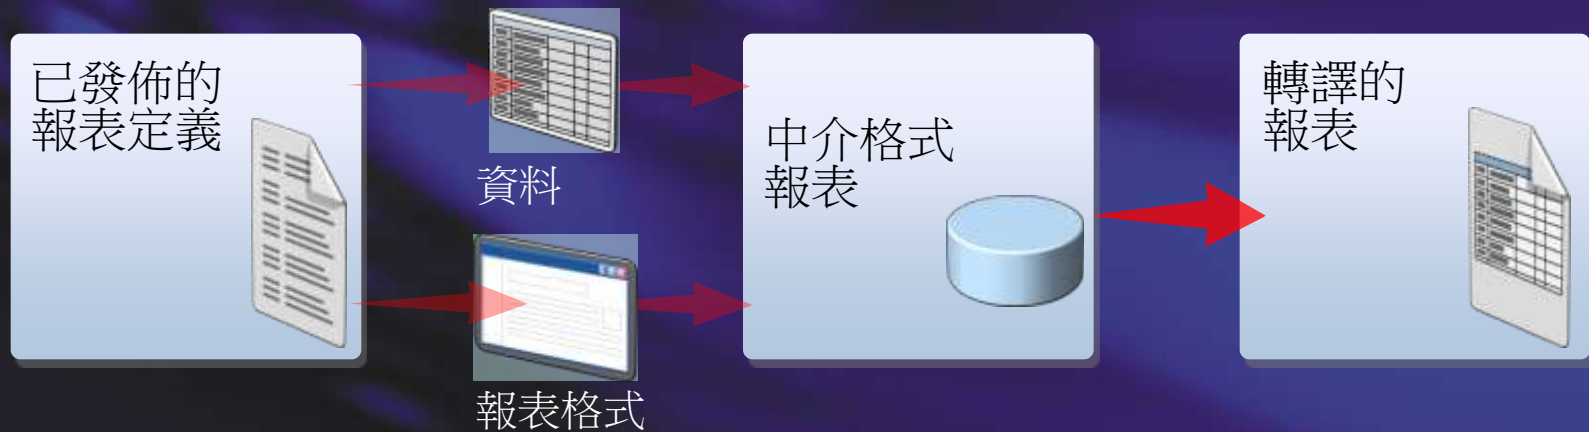 已發佈的
報表定義
資料
報表格式
中介格式
報表
轉譯的
報表